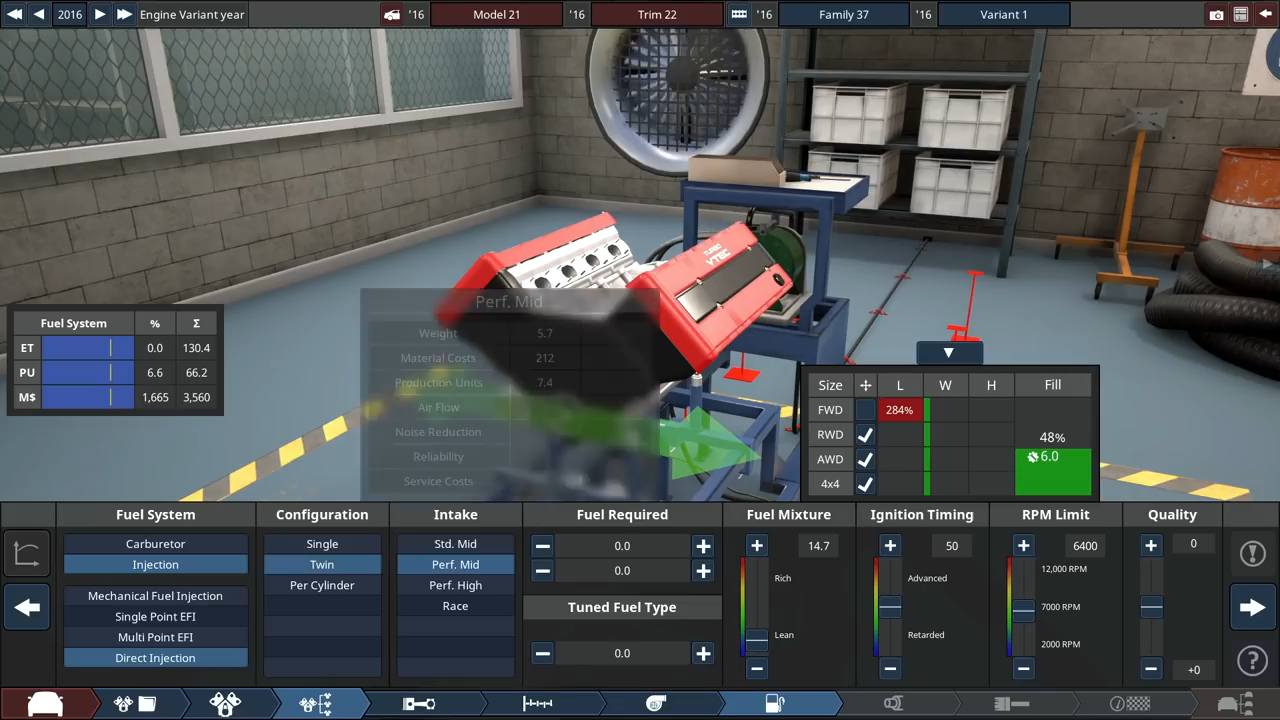 2016 Engine Variant year '16 Model 21 '16 Trim 22 '16 Family 37 '16 Variant 1
TURBO
VTEC
Perf. Mid
Weight 5.7
Material Costs 212
Production Units 7.4
Air Flow
Noise Reduction
Reliability
Service Costs
Fuel System % Σ
ET 0.0 130.4
PU 6.6 66.2
M$ 1,665 3,560
Size L W H Fill
FWD 284%
RWD 48%
AWD 6.0
4x4
Fuel System Configuration Intake Fuel Required Fuel Mixture Ignition Timing RPM Limit Quality
Carburetor Single Std. Mid 0.0 14.7 50 6400 0
Injection Twin Perf. Mid 0.0 Rich Advanced 12,000 RPM
Mechanical Fuel Injection Per Cylinder Perf. High
Single Point EFI Race Tuned Fuel Type 7000 RPM
Multi Point EFI Lean Retarded 2000 RPM
Direct Injection 0.0 +0